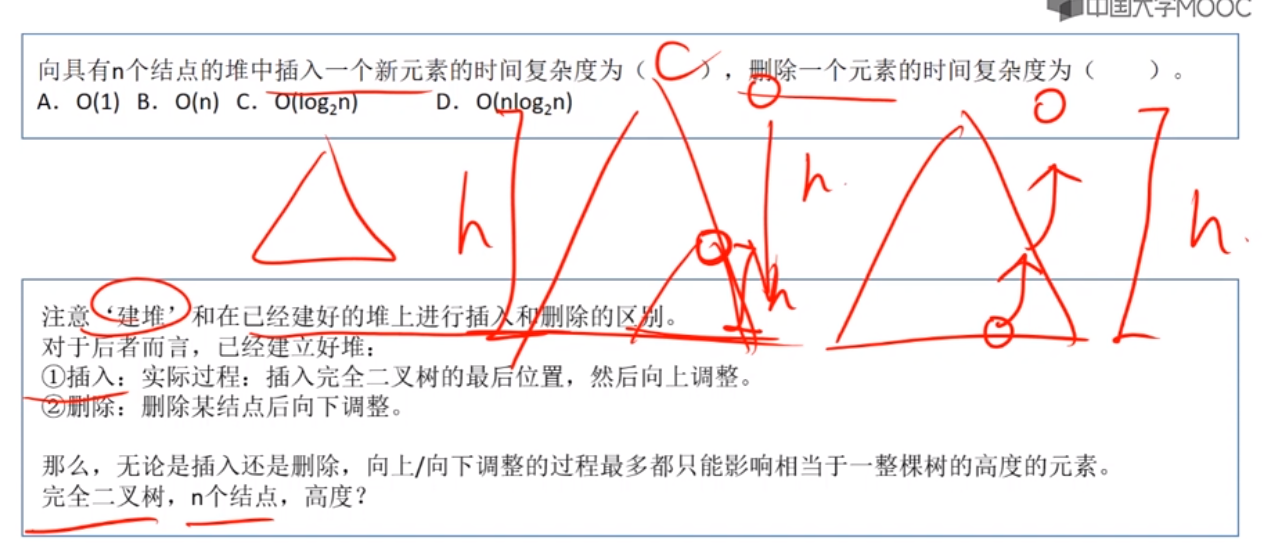 中国大学MOOC
向具有n个结点的堆中插入一个新元素的时间复杂度为（ C ），删除一个元素的时间复杂度为（ ）。
A. O(1) B. O(n) C. O(log₂n) D. O(nlog₂n)
h
h.
h
h.
注意‘建堆’和在已经建好的堆上进行插入和删除的区别。
对于后者而言，已经建立好堆：
①插入：实际过程：插入完全二叉树的最后位置，然后向上调整。
②删除：删除某结点后向下调整。
那么，无论是插入还是删除，向上/向下调整的过程最多都只能影响相当于一整棵树的高度的元素。
完全二叉树，n个结点，高度？